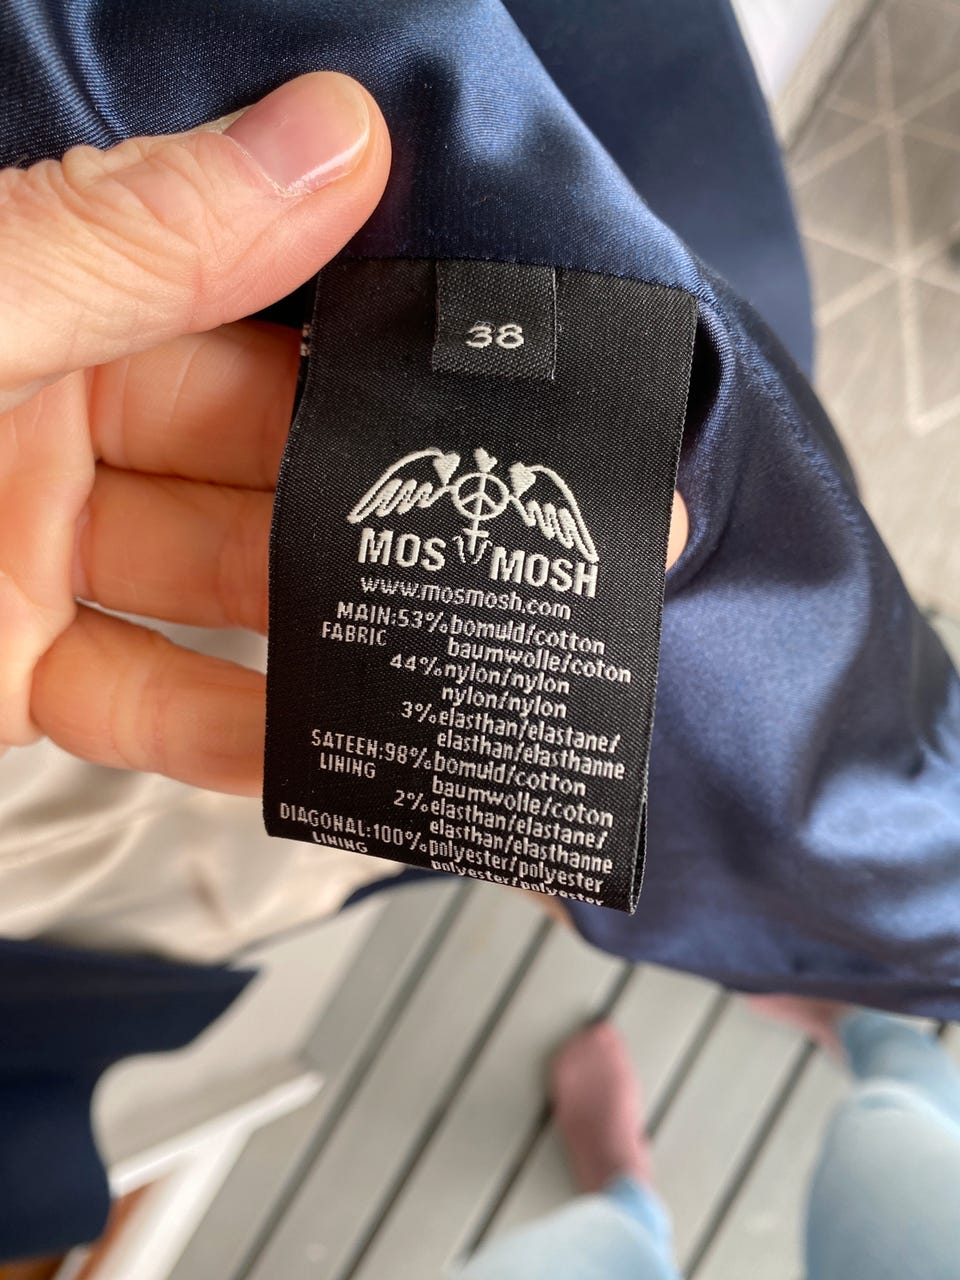 38
MOS MOSH
www.mosmosh.com
MAIN:53% bomuld/cotton
FABRIC baumwolle/coton
44% nylon/nylon
nylon/nylon
3% elasthan/elastane/
elasthan/elasthanne
SATEEN:98% bomuld/cotton
LINING baumwolle/coton
2% elasthan/elastane/
elasthan/elasthanne
DIAGONAL:100% polyester/polyester
LINING polyester/polyester